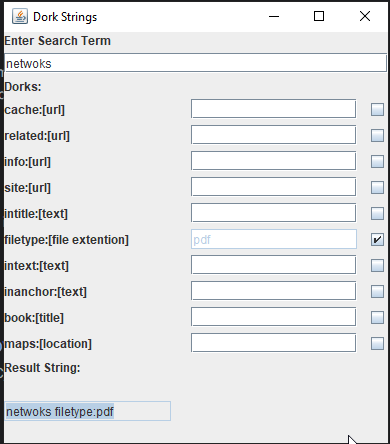 Dork Strings
Enter Search Term
netwoks
Dorks:
cache:[url]
related:[url]
info:[url]
site:[url]
intitle:[text]
filetype:[file extention] pdf
intext:[text]
inanchor:[text]
book:[title]
maps:[location]
Result String:
netwoks filetype:pdf